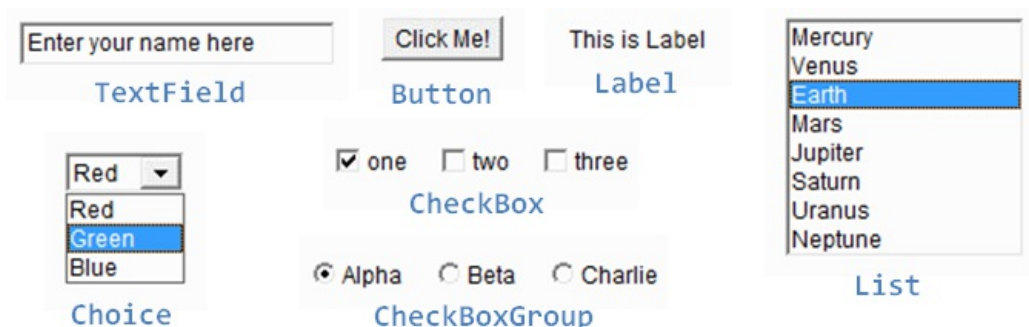 Enter your name here
TextField
Click Me!
Button
This is Label
Label
Mercury
Venus
Earth
Mars
Jupiter
Saturn
Uranus
Neptune
List
Red
Red
Green
Blue
Choice
one two three
CheckBox
Alpha Beta Charlie
CheckBoxGroup